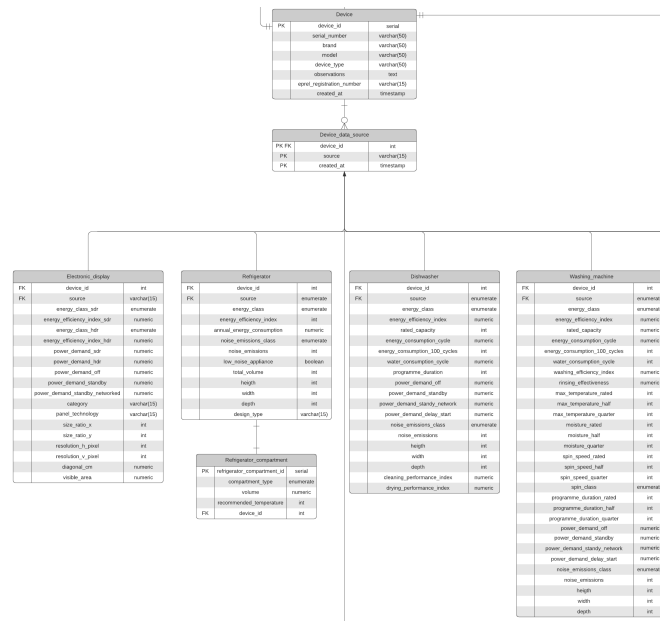 Device
PK device_id serial
serial_number varchar(50)
brand varchar(50)
model varchar(50)
device_type varchar(50)
observations text
eprel_registration_number varchar(15)
created_at timestamp
Device_data_source
PK FK device_id int
PK source varchar(15)
PK created_at timestamp
Electronic_display
FK device_id int
FK source varchar(15)
energy_class_sdr enumerate
energy_efficiency_index_sdr numeric
energy_class_hdr enumerate
energy_efficiency_index_hdr numeric
power_demand_sdr numeric
power_demand_hdr numeric
power_demand_off numeric
power_demand_standby numeric
power_demand_standby_networked numeric
category varchar(15)
panel_technology varchar(15)
size_ratio_x int
size_ratio_y int
resolution_h_pixel int
resolution_v_pixel int
diagonal_cm numeric
visible_area numeric
Refrigerator
FK device_id int
FK source enumerate
energy_class enumerate
energy_efficiency_index int
annual_energy_consumption numeric
noise_emissions_class enumerate
noise_emissions int
low_noise_appliance boolean
total_volume int
heigth int
width int
depth int
design_type varchar(15)
Refrigerator_compartment
PK refrigerator_compartment_id serial
compartment_type enumerate
volume numeric
recommended_temperature int
FK device_id int
Dishwasher
FK device_id int
FK source enumerate
energy_class enumerate
energy_efficiency_index numeric
rated_capacity int
energy_consumption_cycle numeric
energy_consumption_100_cycles int
water_consumption_cycle numeric
programme_duration int
power_demand_off numeric
power_demand_standby numeric
power_demand_standy_network numeric
power_demand_delay_start numeric
noise_emissions_class enumerate
noise_emissions int
heigth int
width int
depth int
cleaning_performance_index numeric
drying_performance_index numeric
Washing_machine
FK device_id int
FK source enumerate
energy_class enumerate
energy_efficiency_index numeric
rated_capacity numeric
energy_consumption_cycle numeric
energy_consumption_100_cycles int
water_consumption_cycle int
washing_efficiency_index numeric
rinsing_effectiveness numeric
max_temperature_rated int
max_temperature_half int
max_temperature_quarter int
moisture_rated int
moisture_half int
moisture_quarter int
spin_speed_rated int
spin_speed_half int
spin_speed_quarter int
spin_class enumerate
programme_duration_rated int
programme_duration_half int
programme_duration_quarter int
power_demand_off numeric
power_demand_standby numeric
power_demand_standy_network numeric
power_demand_delay_start numeric
noise_emissions_class enumerate
noise_emissions int
heigth int
width int
depth int